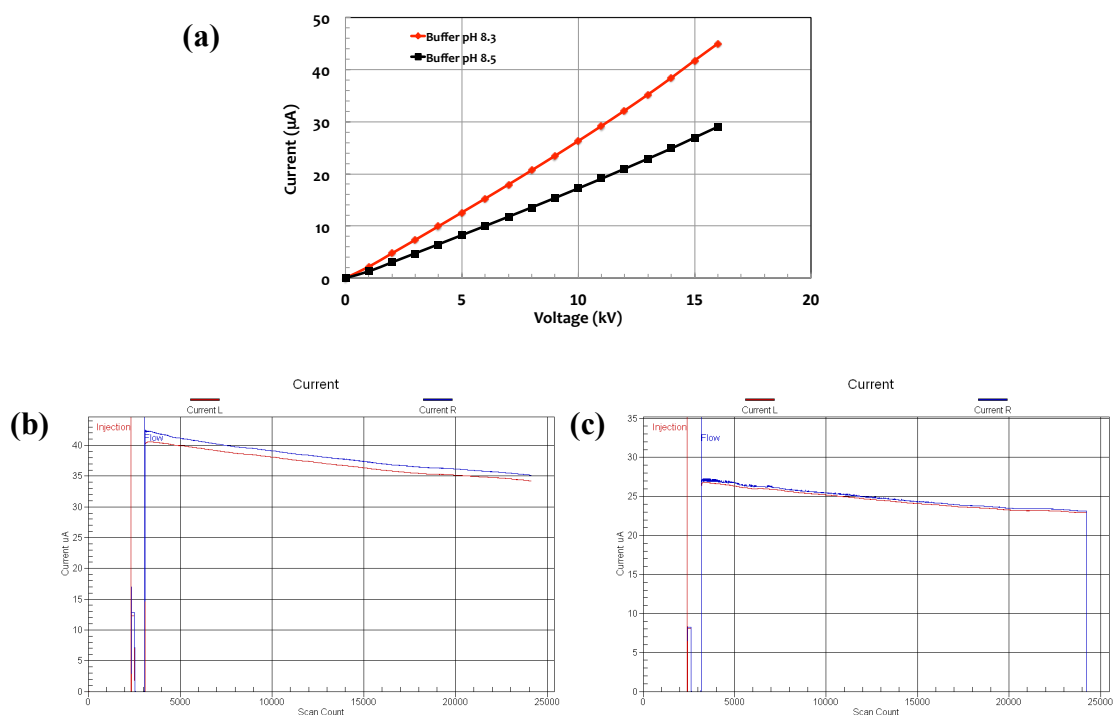 (a)
50
40
30
20
10
0
Current (µA)
Buffer pH 8.3
Buffer pH 8.5
0 5 10 15 20
Voltage (kV)
(b)
Current
Current L Current R
Injection
Flow
40
35
30
25
20
15
10
5
0
Current uA
0 5000 10000 15000 20000 25000
Scan Count
(c)
Current
Current L Current R
Injection
Flow
35
30
25
20
15
10
5
0
Current uA
0 5000 10000 15000 20000 25000
Scan Count